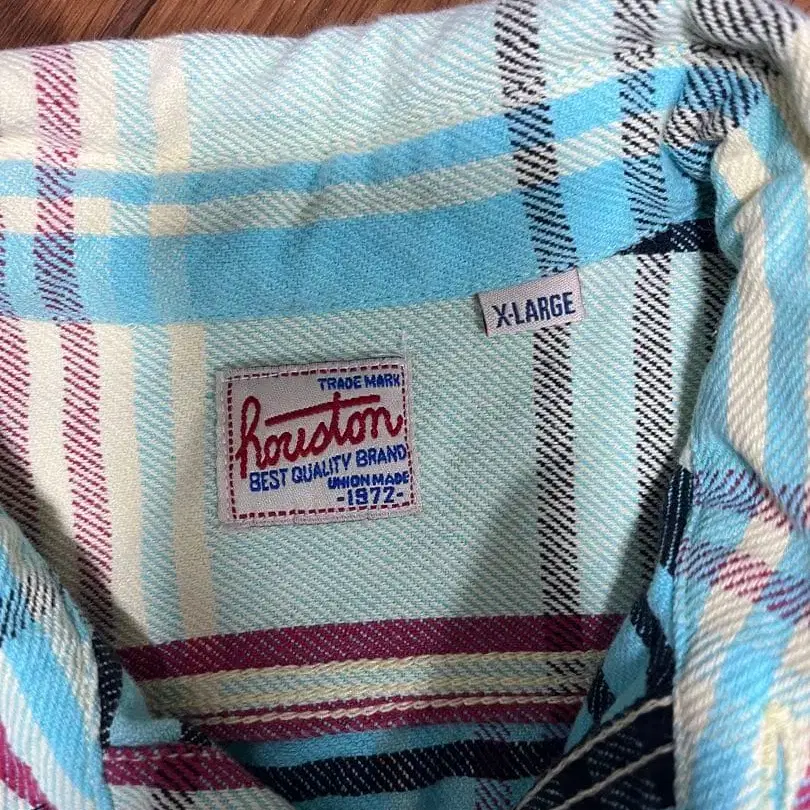 X-LARGE
TRADE MARK
houston
BEST QUALITY BRAND
UNION MADE
-1972-